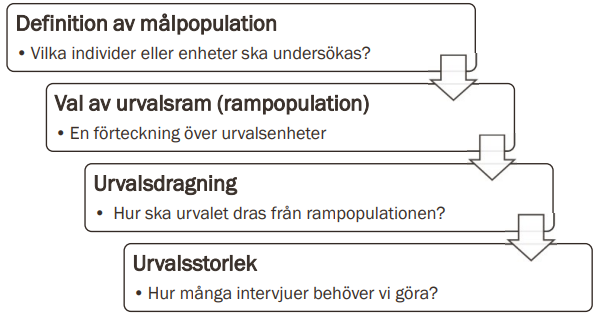 Definition av målpopulation
• Vilka individer eller enheter ska undersökas?
Val av urvalsram (rampopulation)
• En förteckning över urvalsenheter
Urvalsdragning
• Hur ska urvalet dras från rampopulationen?
Urvalsstorlek
• Hur många intervjuer behöver vi göra?